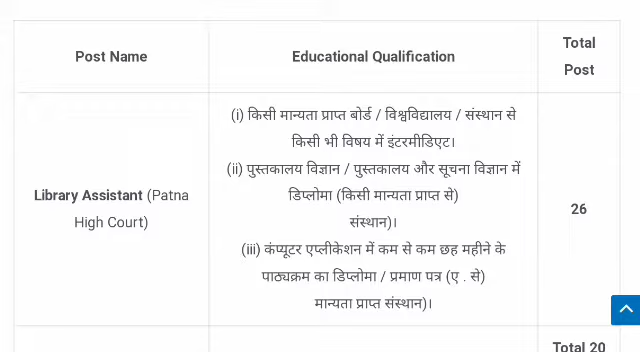 Post Name
Educational Qualification
Total
Post
Library Assistant (Patna
High Court)
(i) किसी मान्यता प्राप्त बोर्ड / विश्वविद्यालय / संस्थान से
किसी भी विषय में इंटरमीडिएट।
(ii) पुस्तकालय विज्ञान / पुस्तकालय और सूचना विज्ञान में
डिप्लोमा (किसी मान्यता प्राप्त से)
संस्थान)।
(iii) कंप्यूटर एप्लीकेशन में कम से कम छह महीने के
पाठ्यक्रम का डिप्लोमा / प्रमाण पत्र (ए . से)
मान्यता प्राप्त संस्थान)।
26
Total 20